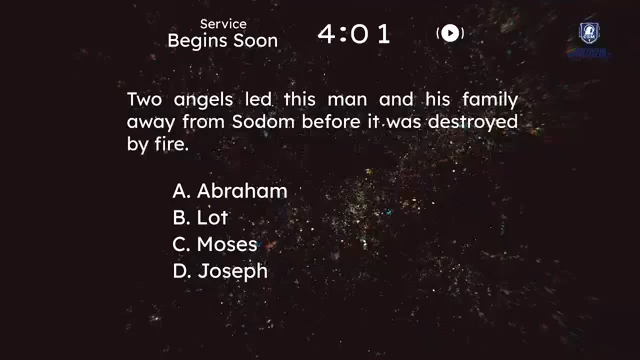 Service
Begins Soon
4:01
Two angels led this man and his family
away from Sodom before it was destroyed
by fire.
A. Abraham
B. Lot
C. Moses
D. Joseph